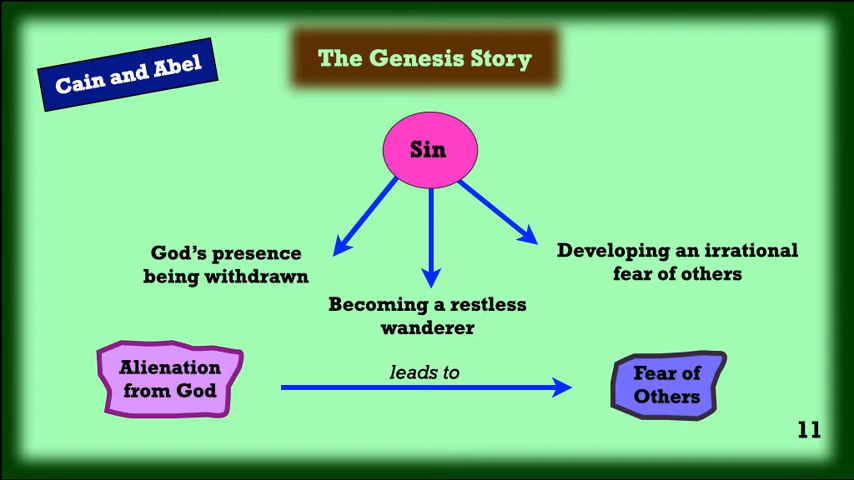 The Genesis Story
Cain and Abel
Sin
God's presence
being withdrawn
Becoming a restless
wanderer
Developing an irrational
fear of others
Alienation
from God
leads to
Fear of
Others
11